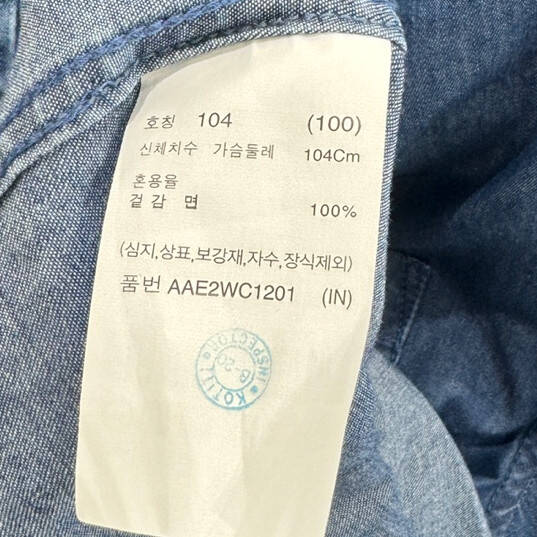 호칭 104 (100)
신체치수 가슴둘레 104Cm
혼용율
겉감 면 100%
(심지,상표,보강재,자수,장식제외)
품번 AAE2WC1201 (IN)
KOTITI INSPECTOR